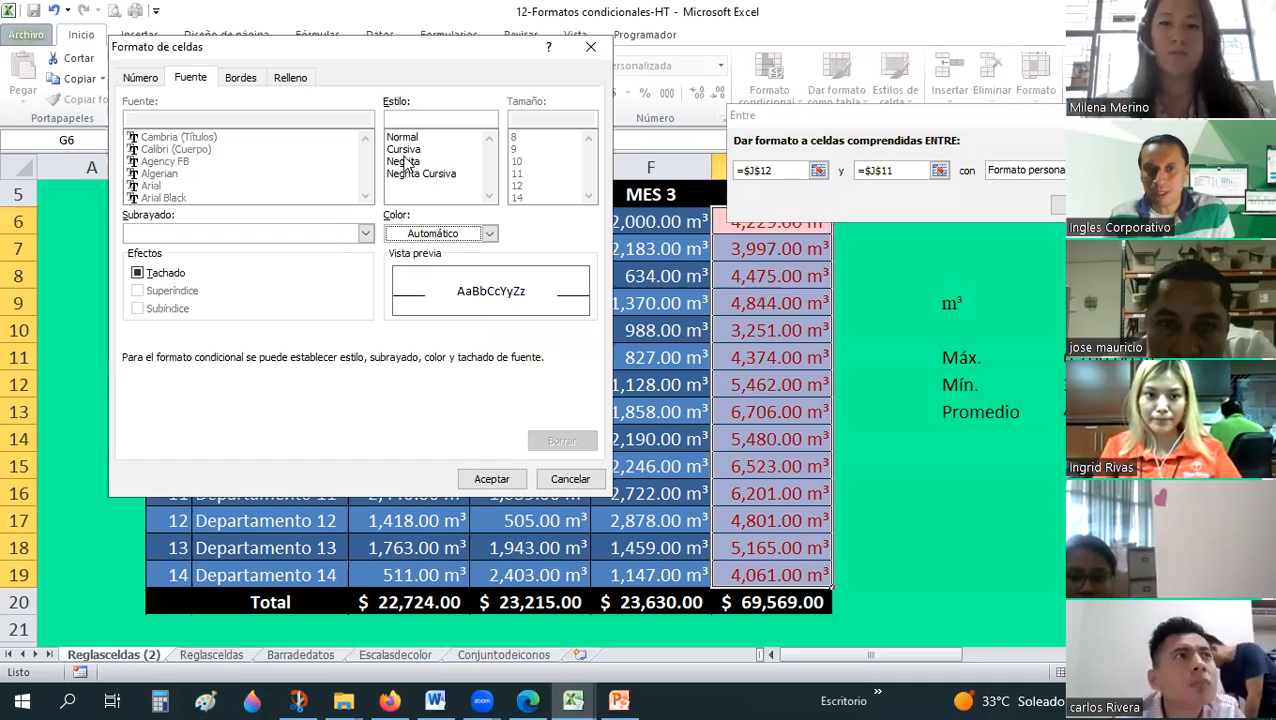 12-Formatos condicionales-HT - Microsoft Excel
Archivo Inicio
Programador
Formato de celdas ? 
Cortar
Copiar
Pegar
Portapapeles
Número Fuente Bordes Relleno
Fuente: Estilo: Tamaño:
Cambria (Títulos)
Calibri (Cuerpo)
Agency FB
Algerian
Arial
Arial Black
Normal
Cursiva
Negrita
Negrita Cursiva
8
9
10
11
12
14
Subrayado: Color:
Automático
Efectos
Tachado
Superíndice
Subíndice
Vista previa
AaBbCcYyZz
Para el formato condicional se puede establecer estilo, subrayado, color y tachado de fuente.
Borrar
Aceptar Cancelar
Número
Insertar Eliminar Formato
Entre
Dar formato a celdas comprendidas ENTRE:
=$J$12 y =$J$11 con Formato persona
G6
A F
5 MES 3
6 2,000.00 m³ 4,229.00 m³
7 2,183.00 m³ 3,997.00 m³
8 634.00 m³ 4,475.00 m³
9 1,370.00 m³ 4,844.00 m³ m³
10 988.00 m³ 3,251.00 m³
11 827.00 m³ 4,374.00 m³ Máx.
12 1,128.00 m³ 5,462.00 m³ Mín.
13 1,858.00 m³ 6,706.00 m³ Promedio
14 2,190.00 m³ 5,480.00 m³
15 2,246.00 m³ 6,523.00 m³
16 2,722.00 m³ 6,201.00 m³
17 12 Departamento 12 1,418.00 m³ 505.00 m³ 2,878.00 m³ 4,801.00 m³
18 13 Departamento 13 1,763.00 m³ 1,943.00 m³ 1,459.00 m³ 5,165.00 m³
19 14 Departamento 14 511.00 m³ 2,403.00 m³ 1,147.00 m³ 4,061.00 m³
20 Total $ 22,724.00 $ 23,215.00 $ 23,630.00 $ 69,569.00
21
Reglasceldas (2) Reglasceldas Barradedatos Escalasdecolor Conjuntodeiconos
Listo
Escritorio » 33°C Soleado
Milena Merino
Ingles Corporativo
jose mauricio
Ingrid Rivas
carlos Rivera